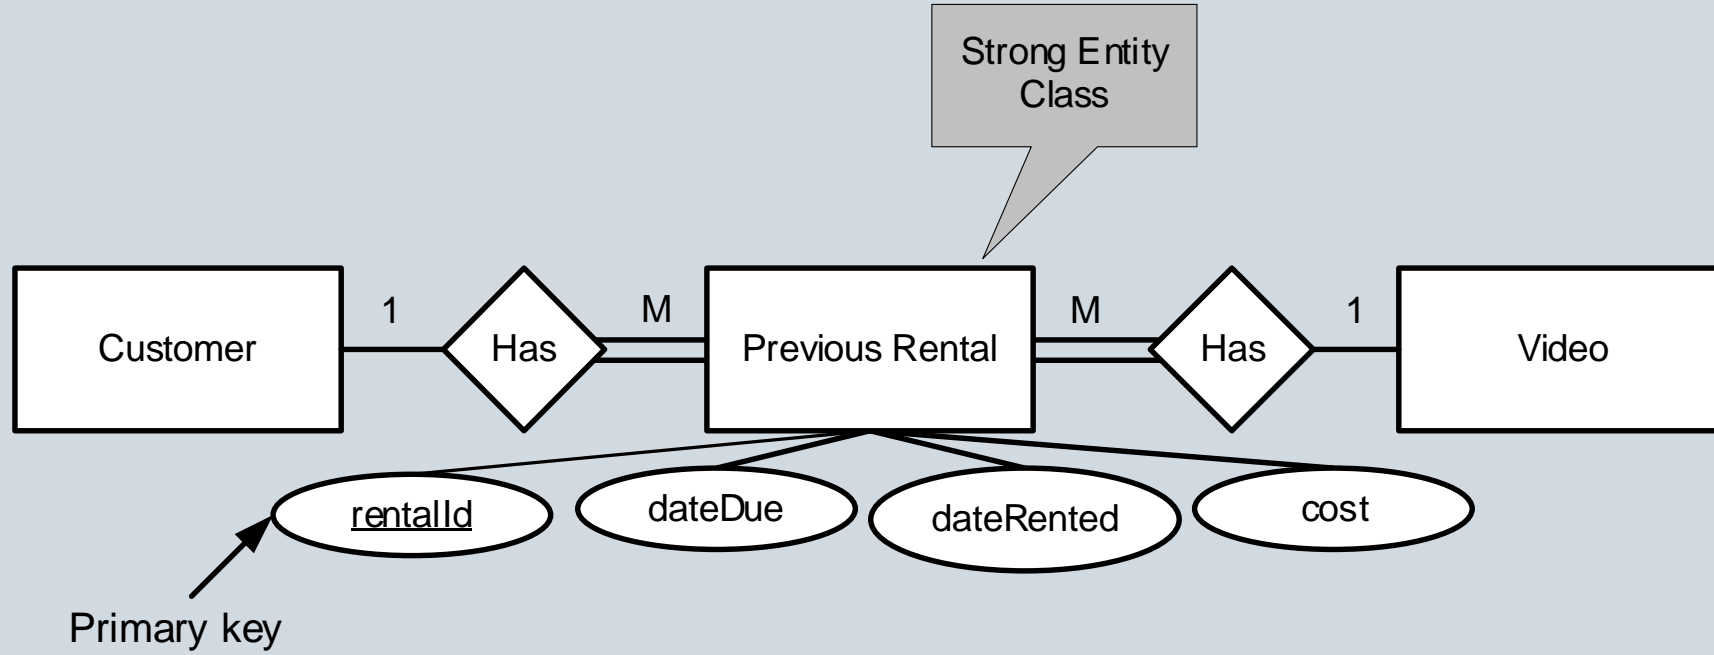 Strong Entity
Class
Customer
1
Has
M
Previous Rental
M
Has
1
Video
rentalId
dateDue
dateRented
cost
Primary key